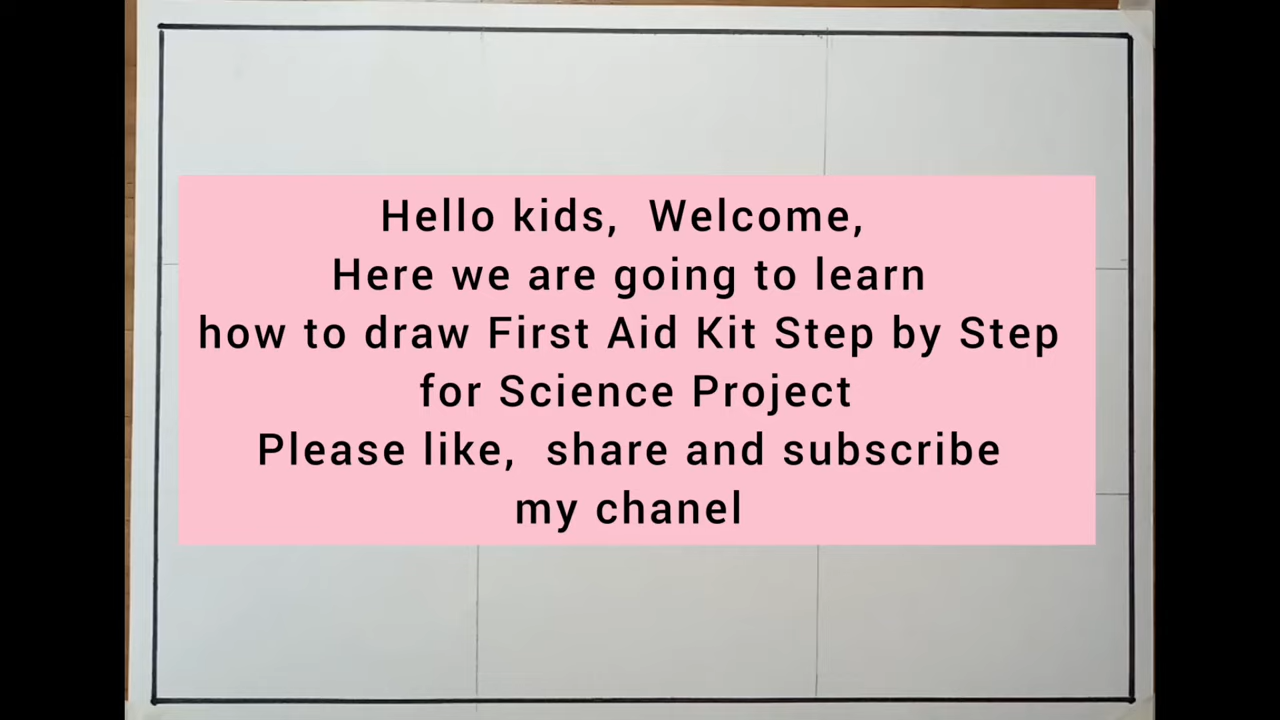 Hello kids, Welcome,
Here we are going to learn
how to draw First Aid Kit Step by Step
for Science Project
Please like, share and subscribe
my chanel